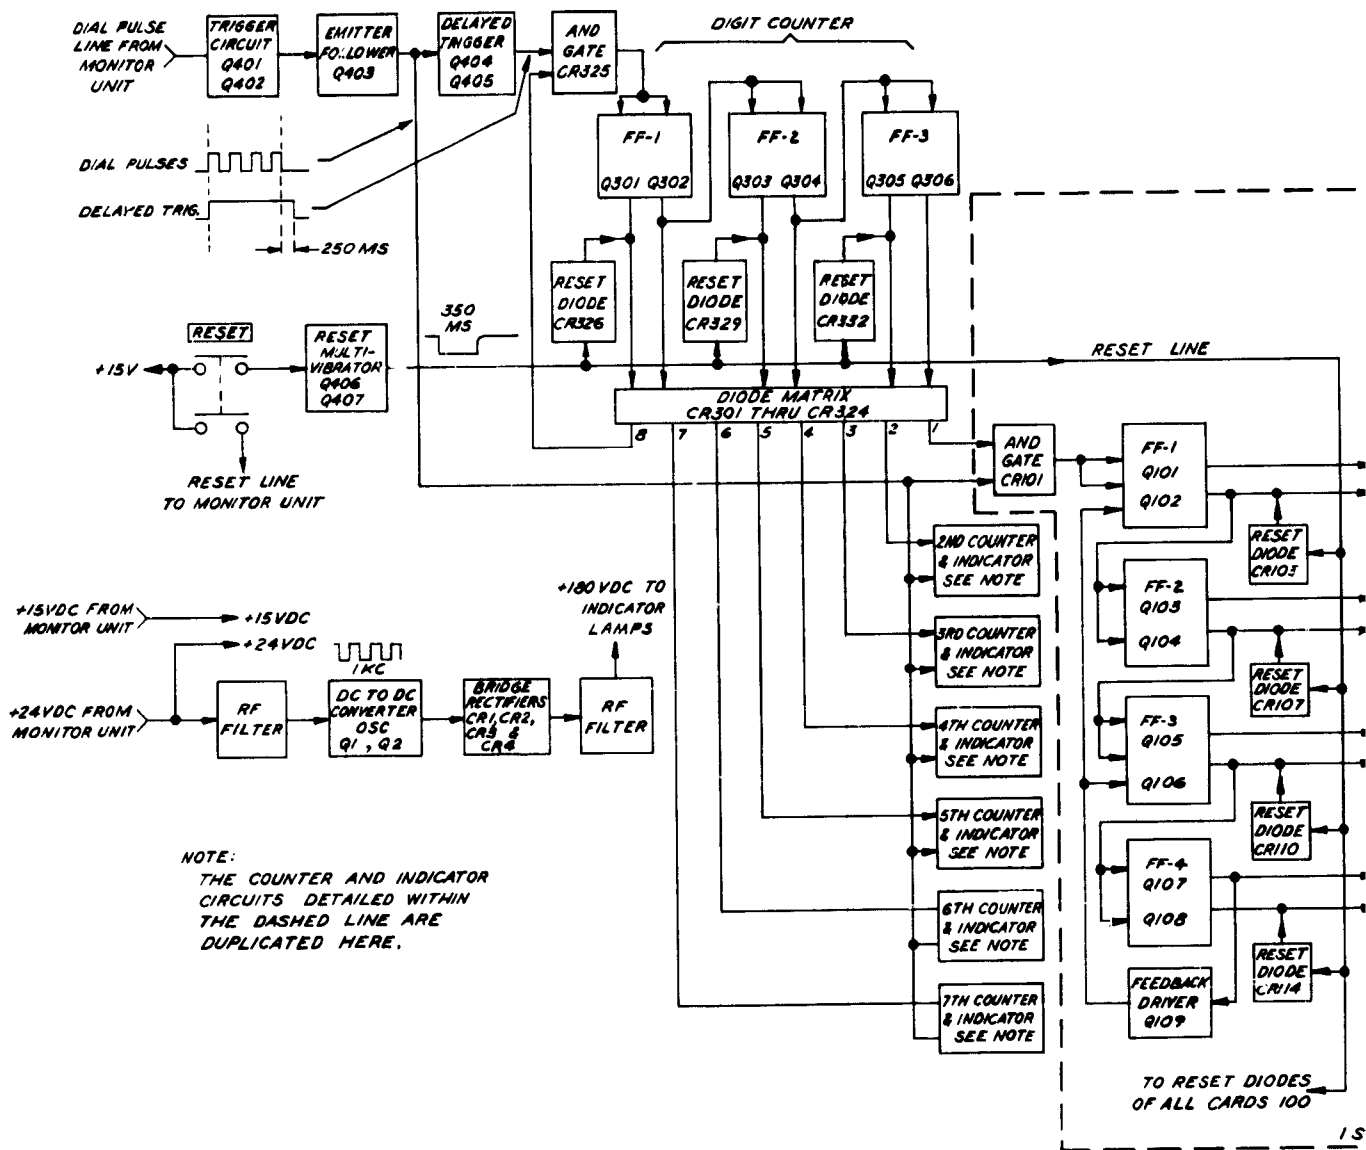 DIAL PULSE
LINE FROM
MONITOR
UNIT
TRIGGER
CIRCUIT
Q401
Q402
EMITTER
FOLLOWER
Q403
DELAYED
TRIGGER
Q404
Q405
AND
GATE
CR325
DIGIT COUNTER
FF-1
Q301 Q302
FF-2
Q303 Q304
FF-3
Q305 Q306
DIAL PULSES
DELAYED TRIG.
250 MS
RESET
DIODE
CR326
RESET
DIODE
CR329
RESET
DIODE
CR332
350
MS
RESET
+15V
RESET
MULTI-
VIBRATOR
Q406
Q407
RESET LINE
DIODE MATRIX
CR301 THRU CR324
8 7 6 5 4 3 2 1
RESET LINE
TO MONITOR UNIT
AND
GATE
CR101
FF-1
Q101
Q102
RESET
DIODE
CR103
2ND COUNTER
& INDICATOR
SEE NOTE
FF-2
Q103
Q104
+15VDC FROM
MONITOR UNIT
+15VDC
+24VDC
+180 VDC TO
INDICATOR
LAMPS
3RD COUNTER
& INDICATOR
SEE NOTE
RESET
DIODE
CR107
1 KC
+24VDC FROM
MONITOR UNIT
RF
FILTER
DC TO DC
CONVERTER
OSC
Q1, Q2
BRIDGE
RECTIFIERS
CR1, CR2,
CR3 &
CR4
RF
FILTER
4TH COUNTER
& INDICATOR
SEE NOTE
FF-3
Q105
Q106
RESET
DIODE
CR110
5TH COUNTER
& INDICATOR
SEE NOTE
NOTE:
THE COUNTER AND INDICATOR
CIRCUITS DETAILED WITHIN
THE DASHED LINE ARE
DUPLICATED HERE.
FF-4
Q107
Q108
6TH COUNTER
& INDICATOR
SEE NOTE
RESET
DIODE
CR114
7TH COUNTER
& INDICATOR
SEE NOTE
FEEDBACK
DRIVER
Q109
TO RESET DIODES
OF ALL CARDS 100
1 S